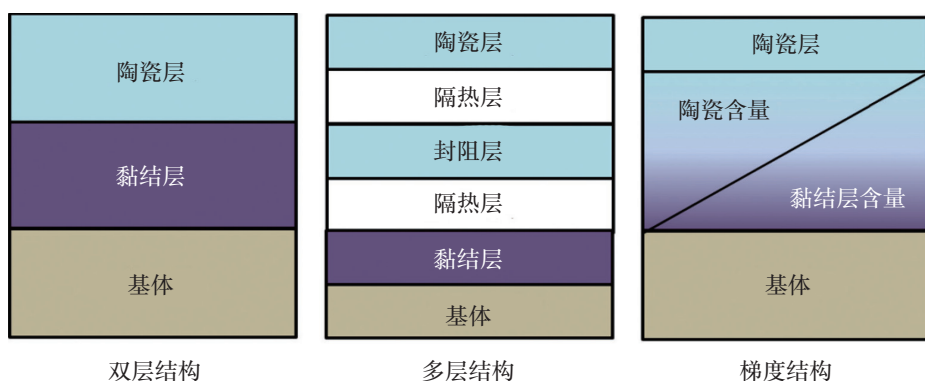 陶瓷层
黏结层
基体
双层结构
陶瓷层
隔热层
封阻层
隔热层
黏结层
基体
多层结构
陶瓷层
陶瓷含量
黏结层含量
基体
梯度结构